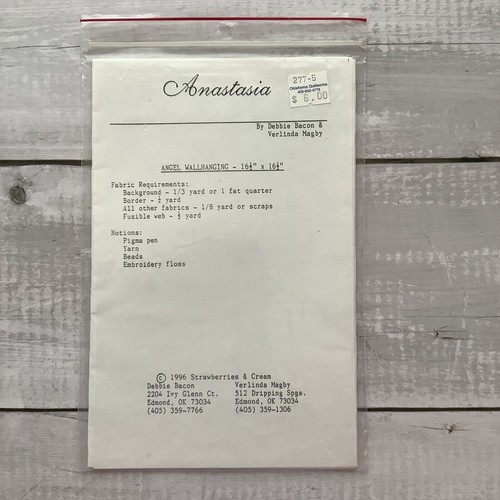 Anastasia
277-5
Oklahoma Quiltworks
405-842-4778
$ 6.00
By Debbie Bacon &
Verlinda Magby
ANGEL WALLHANGING - 16½" x 16½"
Fabric Requirements:
Background - 1/3 yard or 1 fat quarter
Border - yard
All other fabrics - 1/8 yard or scraps
Fusible web - ½ yard
Notions:
Pigma pen
Yarn
Beads
Embroidery floss
© 1996 Strawberries & Cream
Debbie Bacon Verlinda Magby
2204 Ivy Glenn Ct. 512 Dripping Spgs.
Edmond, OK 73034 Edmond, OK 73034
(405) 359-7766 (405) 359-1306